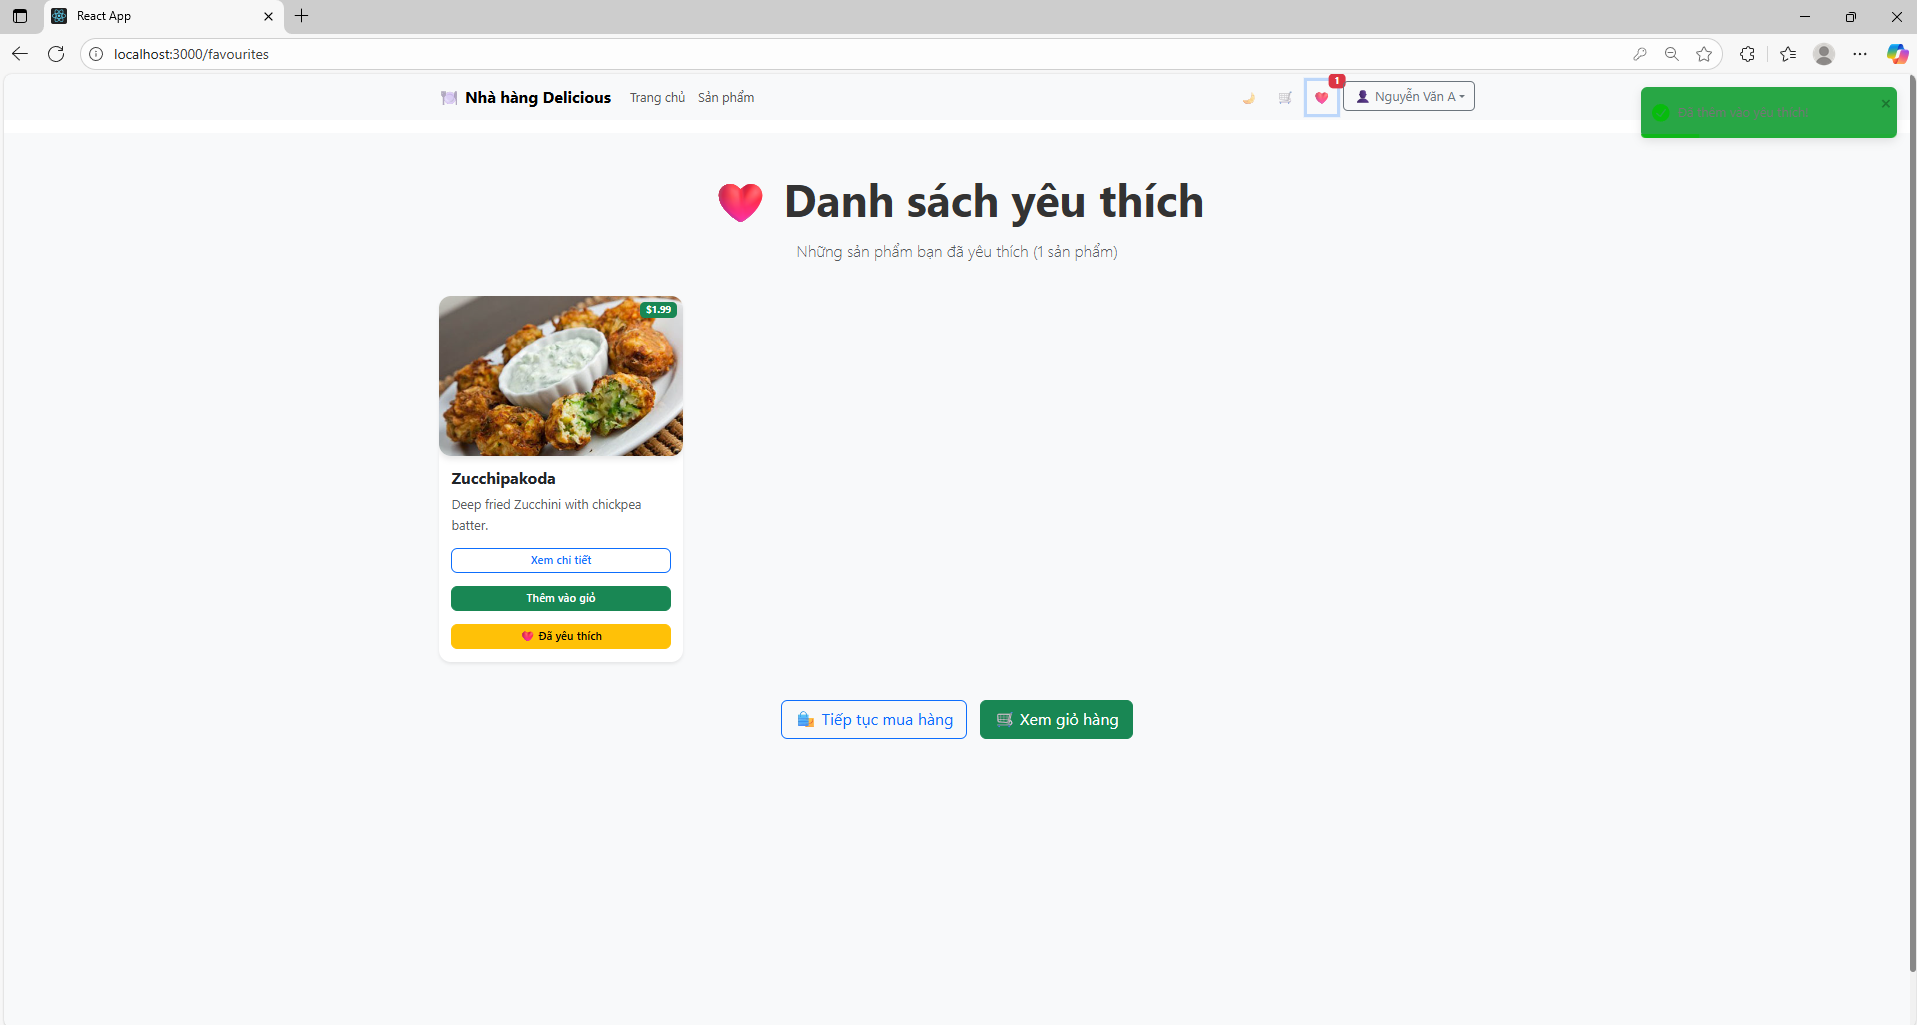 React App
localhost:3000/favourites
Nhà hàng Delicious
Trang chủ
Sản phẩm
1
Nguyễn Văn A
Danh sách yêu thích
Những sản phẩm bạn đã yêu thích (1 sản phẩm)
$1.99
Zucchipakoda
Deep fried Zucchini with chickpea
batter.
Xem chi tiết
Thêm vào giỏ
Đã yêu thích
Tiếp tục mua hàng
Xem giỏ hàng